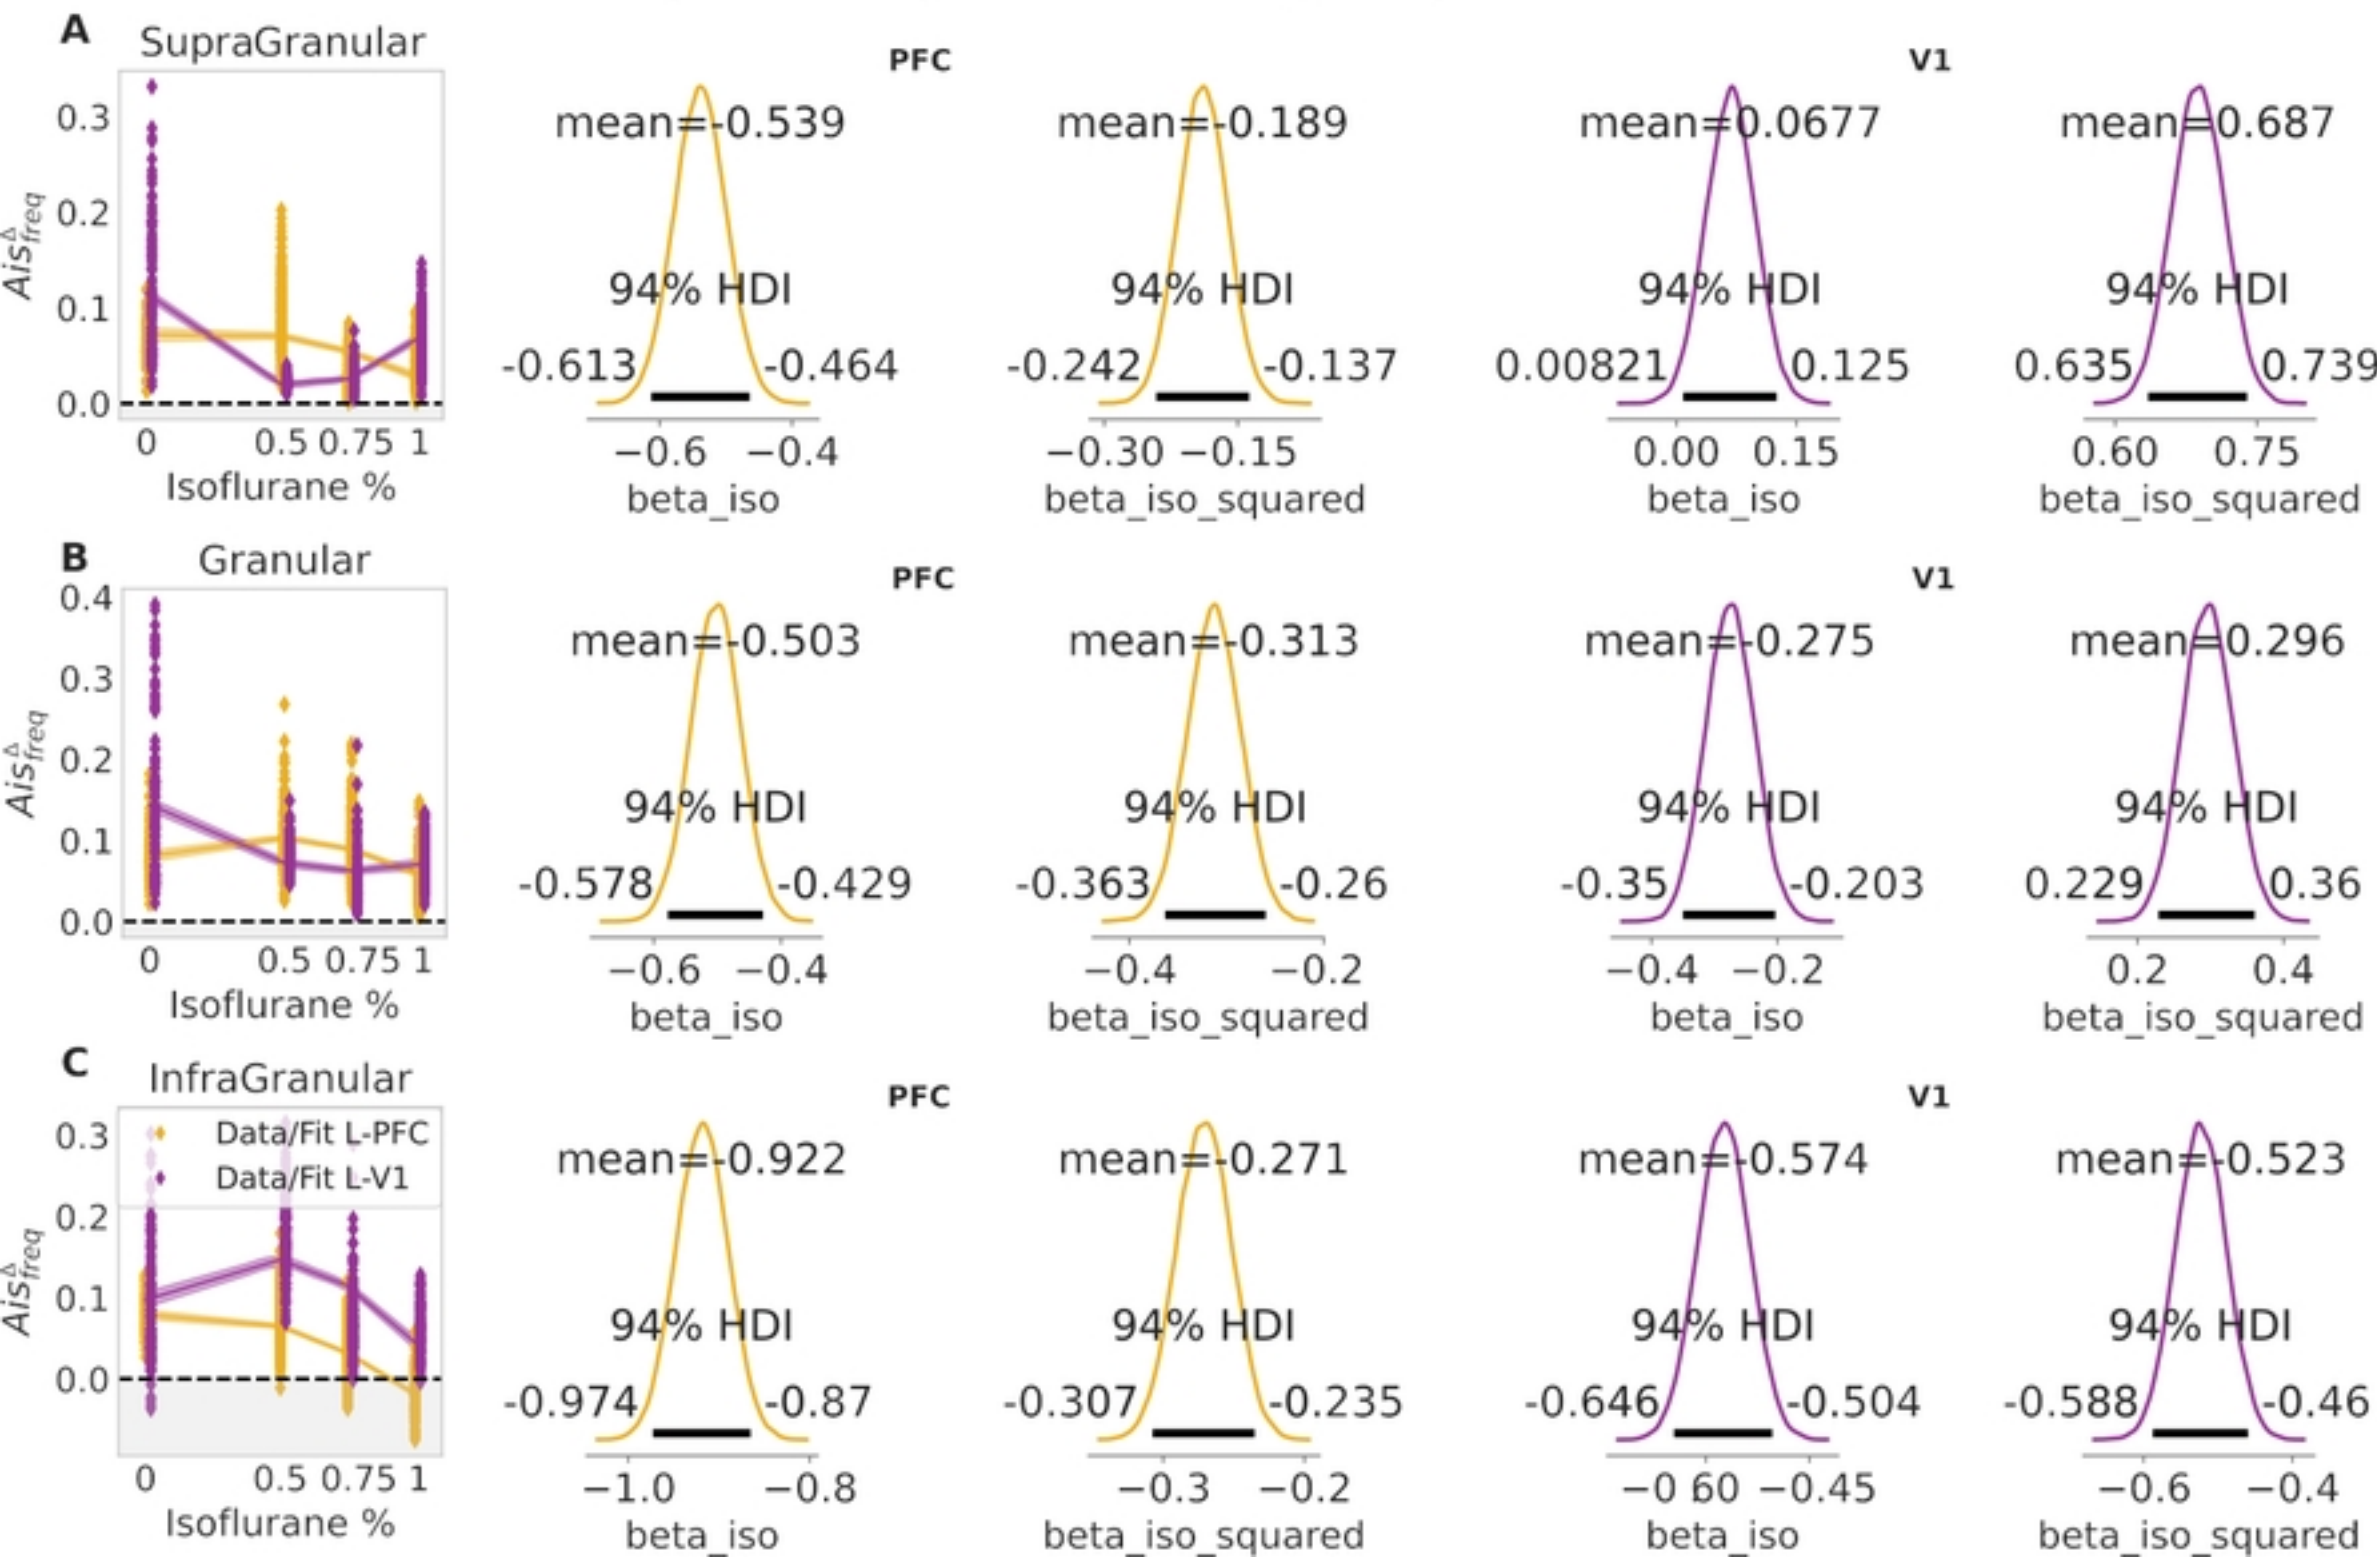 A
SupraGranular
PFC
V1
0.3
0.2
0.1
0.0
Ais^Δ_freq
0 0.5 0.75 1
Isoflurane %
mean=-0.539
94% HDI
-0.613 -0.464
−0.6 −0.4
beta_iso
mean=-0.189
94% HDI
-0.242 -0.137
−0.30 −0.15
beta_iso_squared
mean=0.0677
94% HDI
0.00821 0.125
0.00 0.15
beta_iso
mean=0.687
94% HDI
0.635 0.739
0.60 0.75
beta_iso_squared
B
Granular
PFC
V1
0.4
0.3
0.2
0.1
0.0
Ais^Δ_freq
0 0.5 0.75 1
Isoflurane %
mean=-0.503
94% HDI
-0.578 -0.429
−0.6 −0.4
beta_iso
mean=-0.313
94% HDI
-0.363 -0.26
−0.4 −0.2
beta_iso_squared
mean=-0.275
94% HDI
-0.35 -0.203
−0.4 −0.2
beta_iso
mean=0.296
94% HDI
0.229 0.36
0.2 0.4
beta_iso_squared
C
InfraGranular
PFC
V1
Data/Fit L-PFC
Data/Fit L-V1
0.3
0.2
0.1
0.0
Ais^Δ_freq
0 0.5 0.75 1
Isoflurane %
mean=-0.922
94% HDI
-0.974 -0.87
−1.0 −0.8
beta_iso
mean=-0.271
94% HDI
-0.307 -0.235
−0.3 −0.2
beta_iso_squared
mean=-0.574
94% HDI
-0.646 -0.504
−0.60 −0.45
beta_iso
mean=-0.523
94% HDI
-0.588 -0.46
−0.6 −0.4
beta_iso_squared